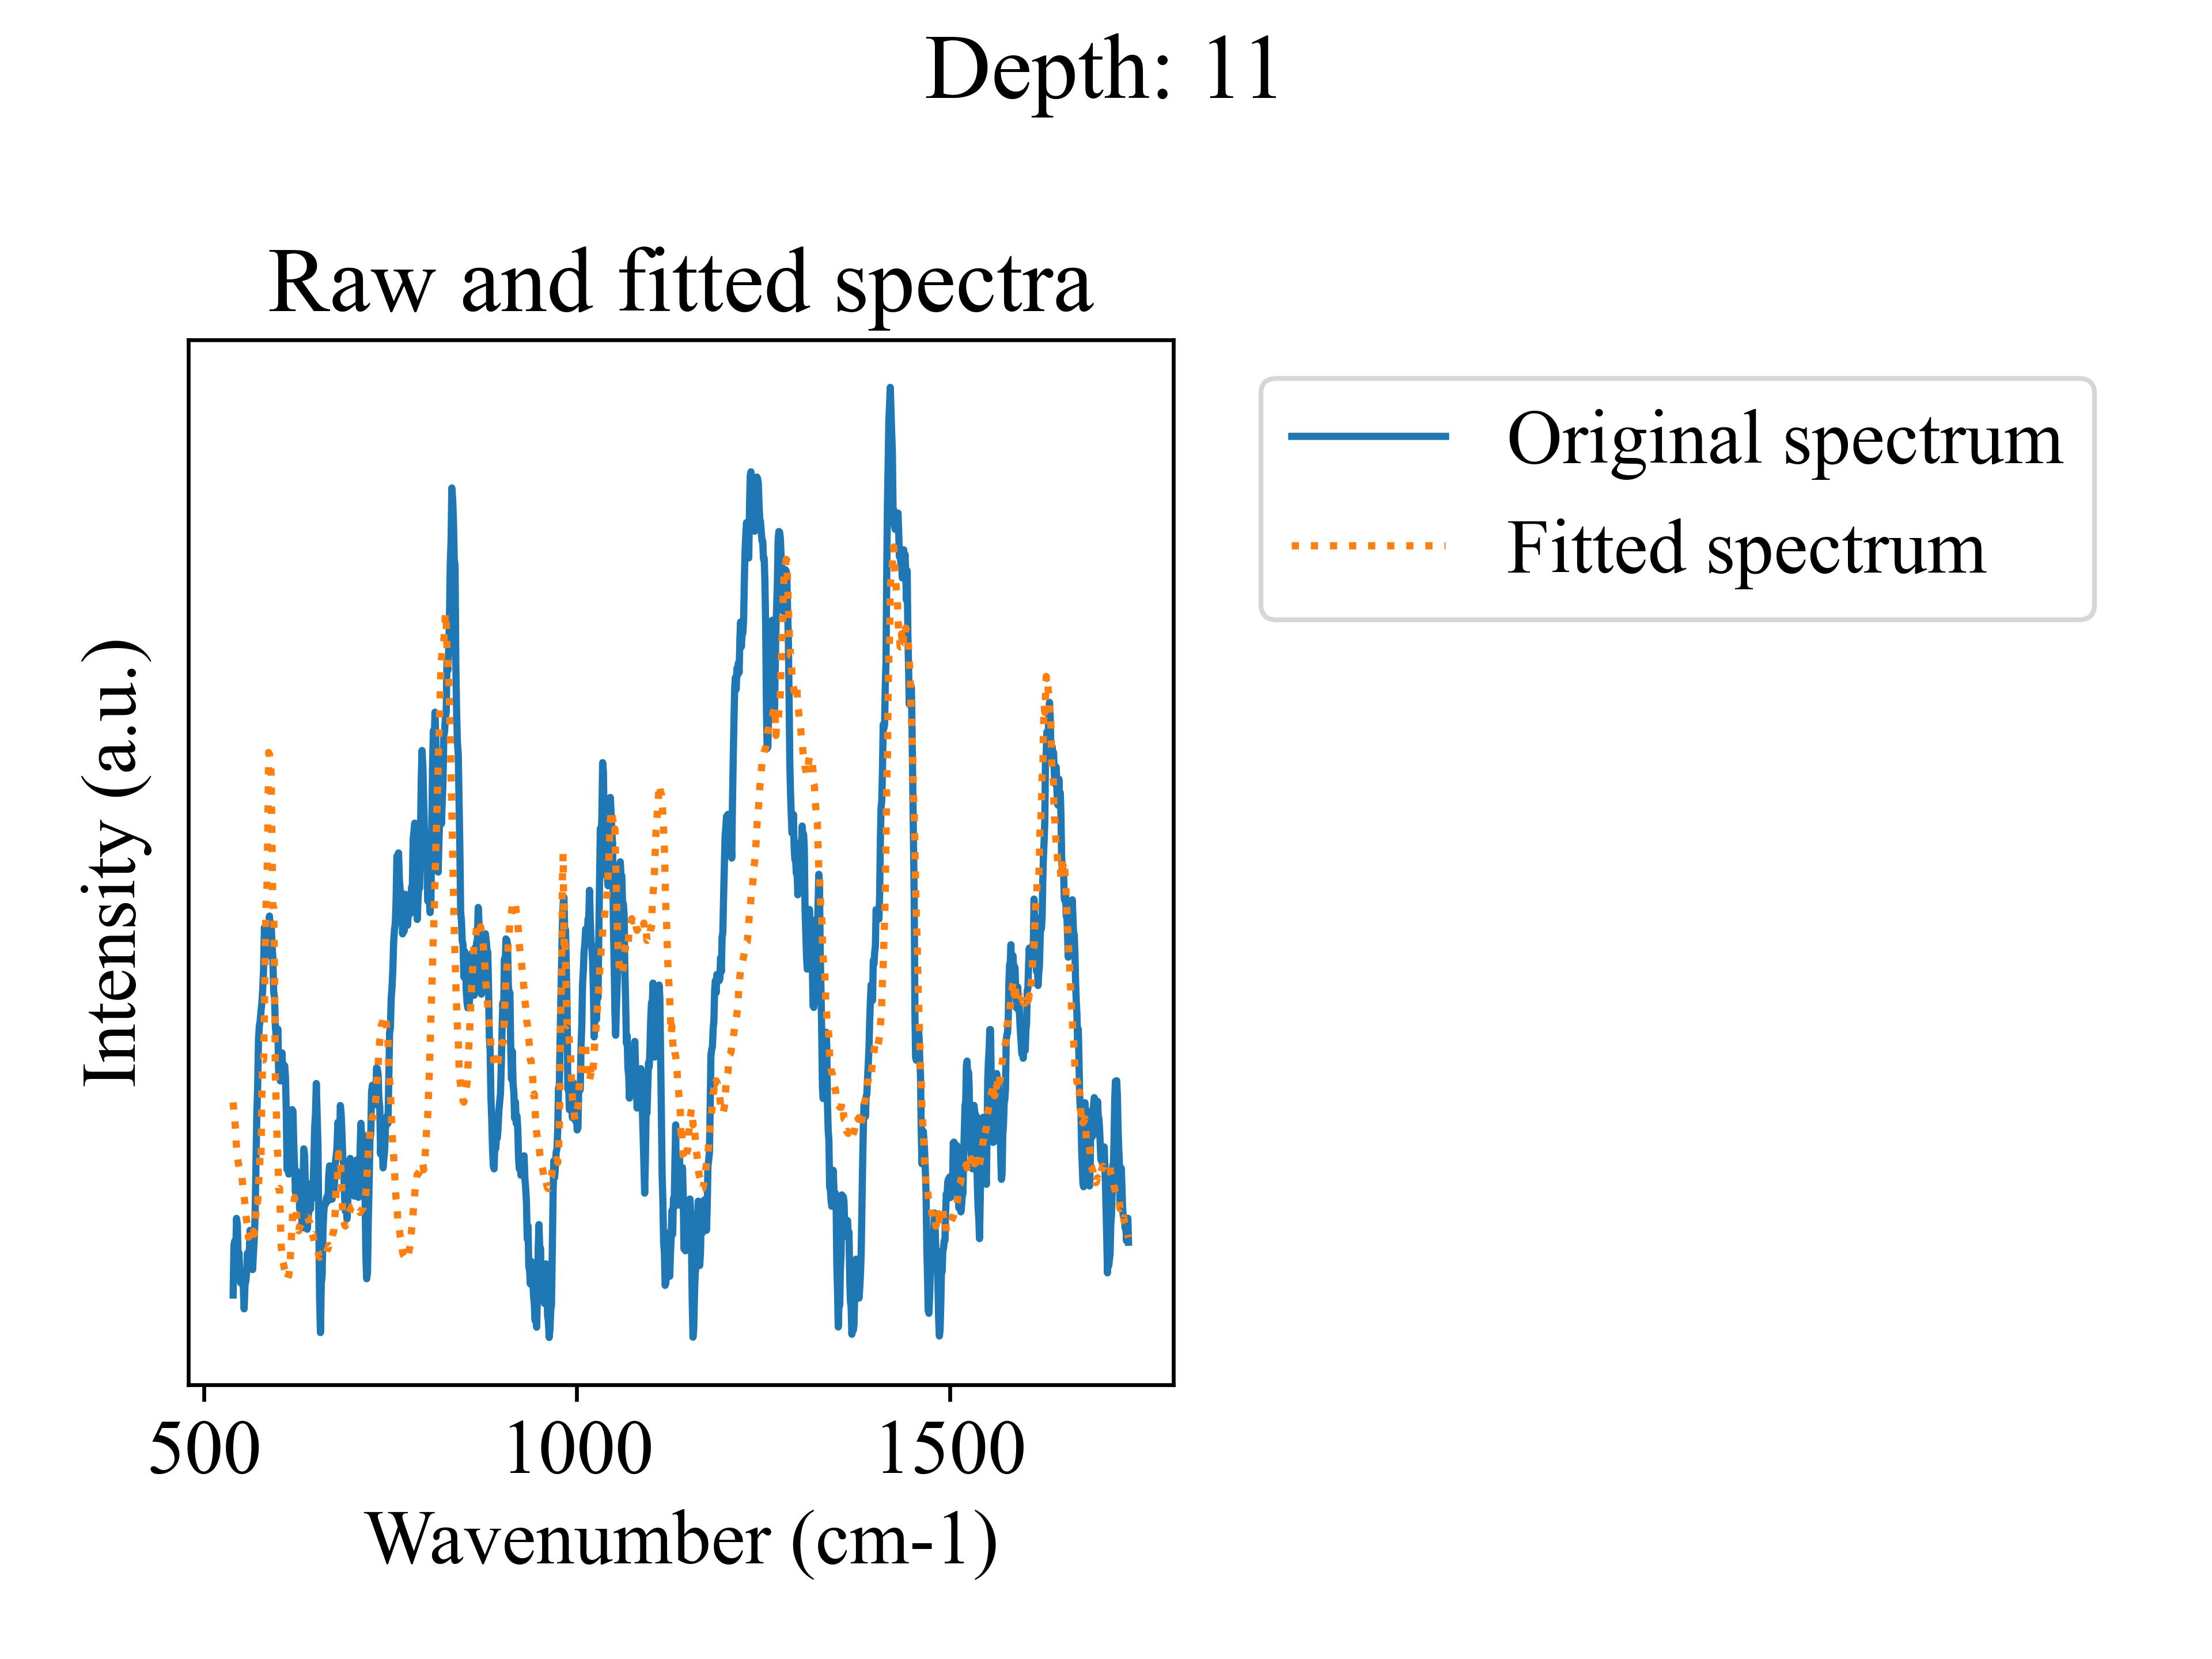 Depth: 11
Raw and fitted spectra
Original spectrum
Fitted spectrum
Intensity (a.u.)
500 1000 1500
Wavenumber (cm-1)